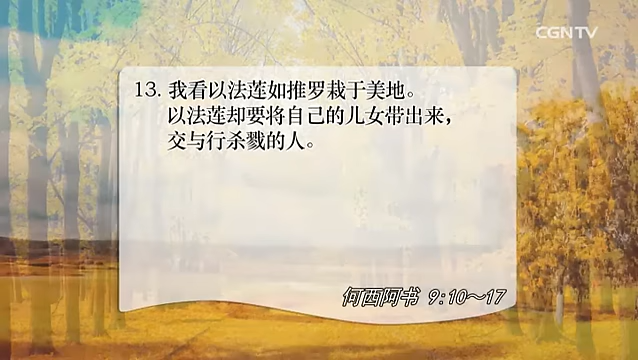 CGNTV
13. 我看以法莲如推罗栽于美地。
以法莲却要将自己的儿女带出来，
交与行杀戮的人。
何西阿书 9:10～17